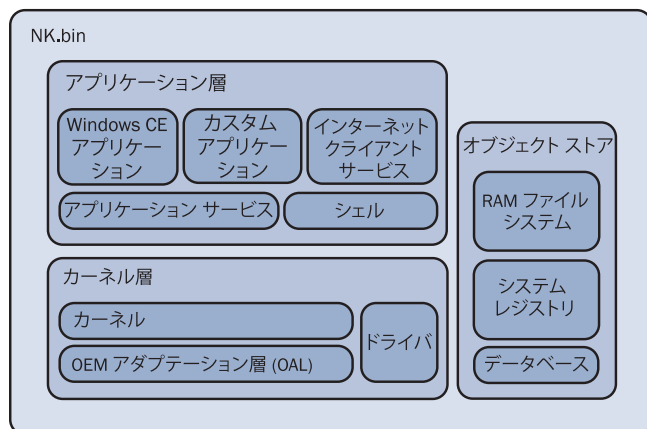 NK.bin
アプリケーション層
Windows CE
アプリケー
ション
カスタム
アプリケー
ション
インターネット
クライアント
サービス
アプリケーション サービス
シェル
カーネル層
カーネル
OEM アダプテーション層 (OAL)
ドライバ
オブジェクト ストア
RAM ファイル
システム
システム
レジストリ
データベース